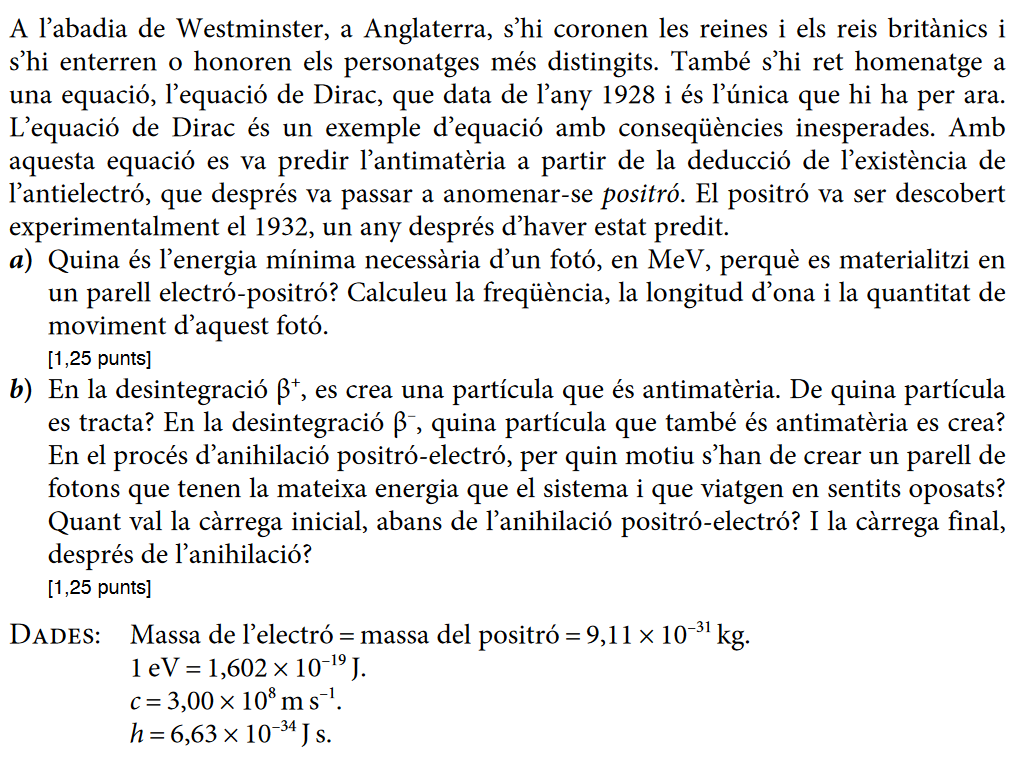 A l’abadia de Westminster, a Anglaterra, s’hi coronen les reines i els reis britànics i
s’hi enterren o honoren els personatges més distingits. També s’hi ret homenatge a
una equació, l’equació de Dirac, que data de l’any 1928 i és l’única que hi ha per ara.
L’equació de Dirac és un exemple d’equació amb conseqüències inesperades. Amb
aquesta equació es va predir l’antimatèria a partir de la deducció de l’existència de
l’antielectró, que després va passar a anomenar-se positró. El positró va ser descobert
experimentalment el 1932, un any després d’haver estat predit.
a) Quina és l’energia mínima necessària d’un fotó, en MeV, perquè es materialitzi en
un parell electró-positró? Calculeu la freqüència, la longitud d’ona i la quantitat de
moviment d’aquest fotó.
[1,25 punts]
b) En la desintegració β⁺, es crea una partícula que és antimatèria. De quina partícula
es tracta? En la desintegració β⁻, quina partícula que també és antimatèria es crea?
En el procés d’anihilació positró-electró, per quin motiu s’han de crear un parell de
fotons que tenen la mateixa energia que el sistema i que viatgen en sentits oposats?
Quant val la càrrega inicial, abans de l’anihilació positró-electró? I la càrrega final,
després de l’anihilació?
[1,25 punts]
DADES: Massa de l’electró = massa del positró = 9,11 × 10⁻³¹ kg.
1 eV = 1,602 × 10⁻¹⁹ J.
c = 3,00 × 10⁸ m s⁻¹.
h = 6,63 × 10⁻³⁴ J s.